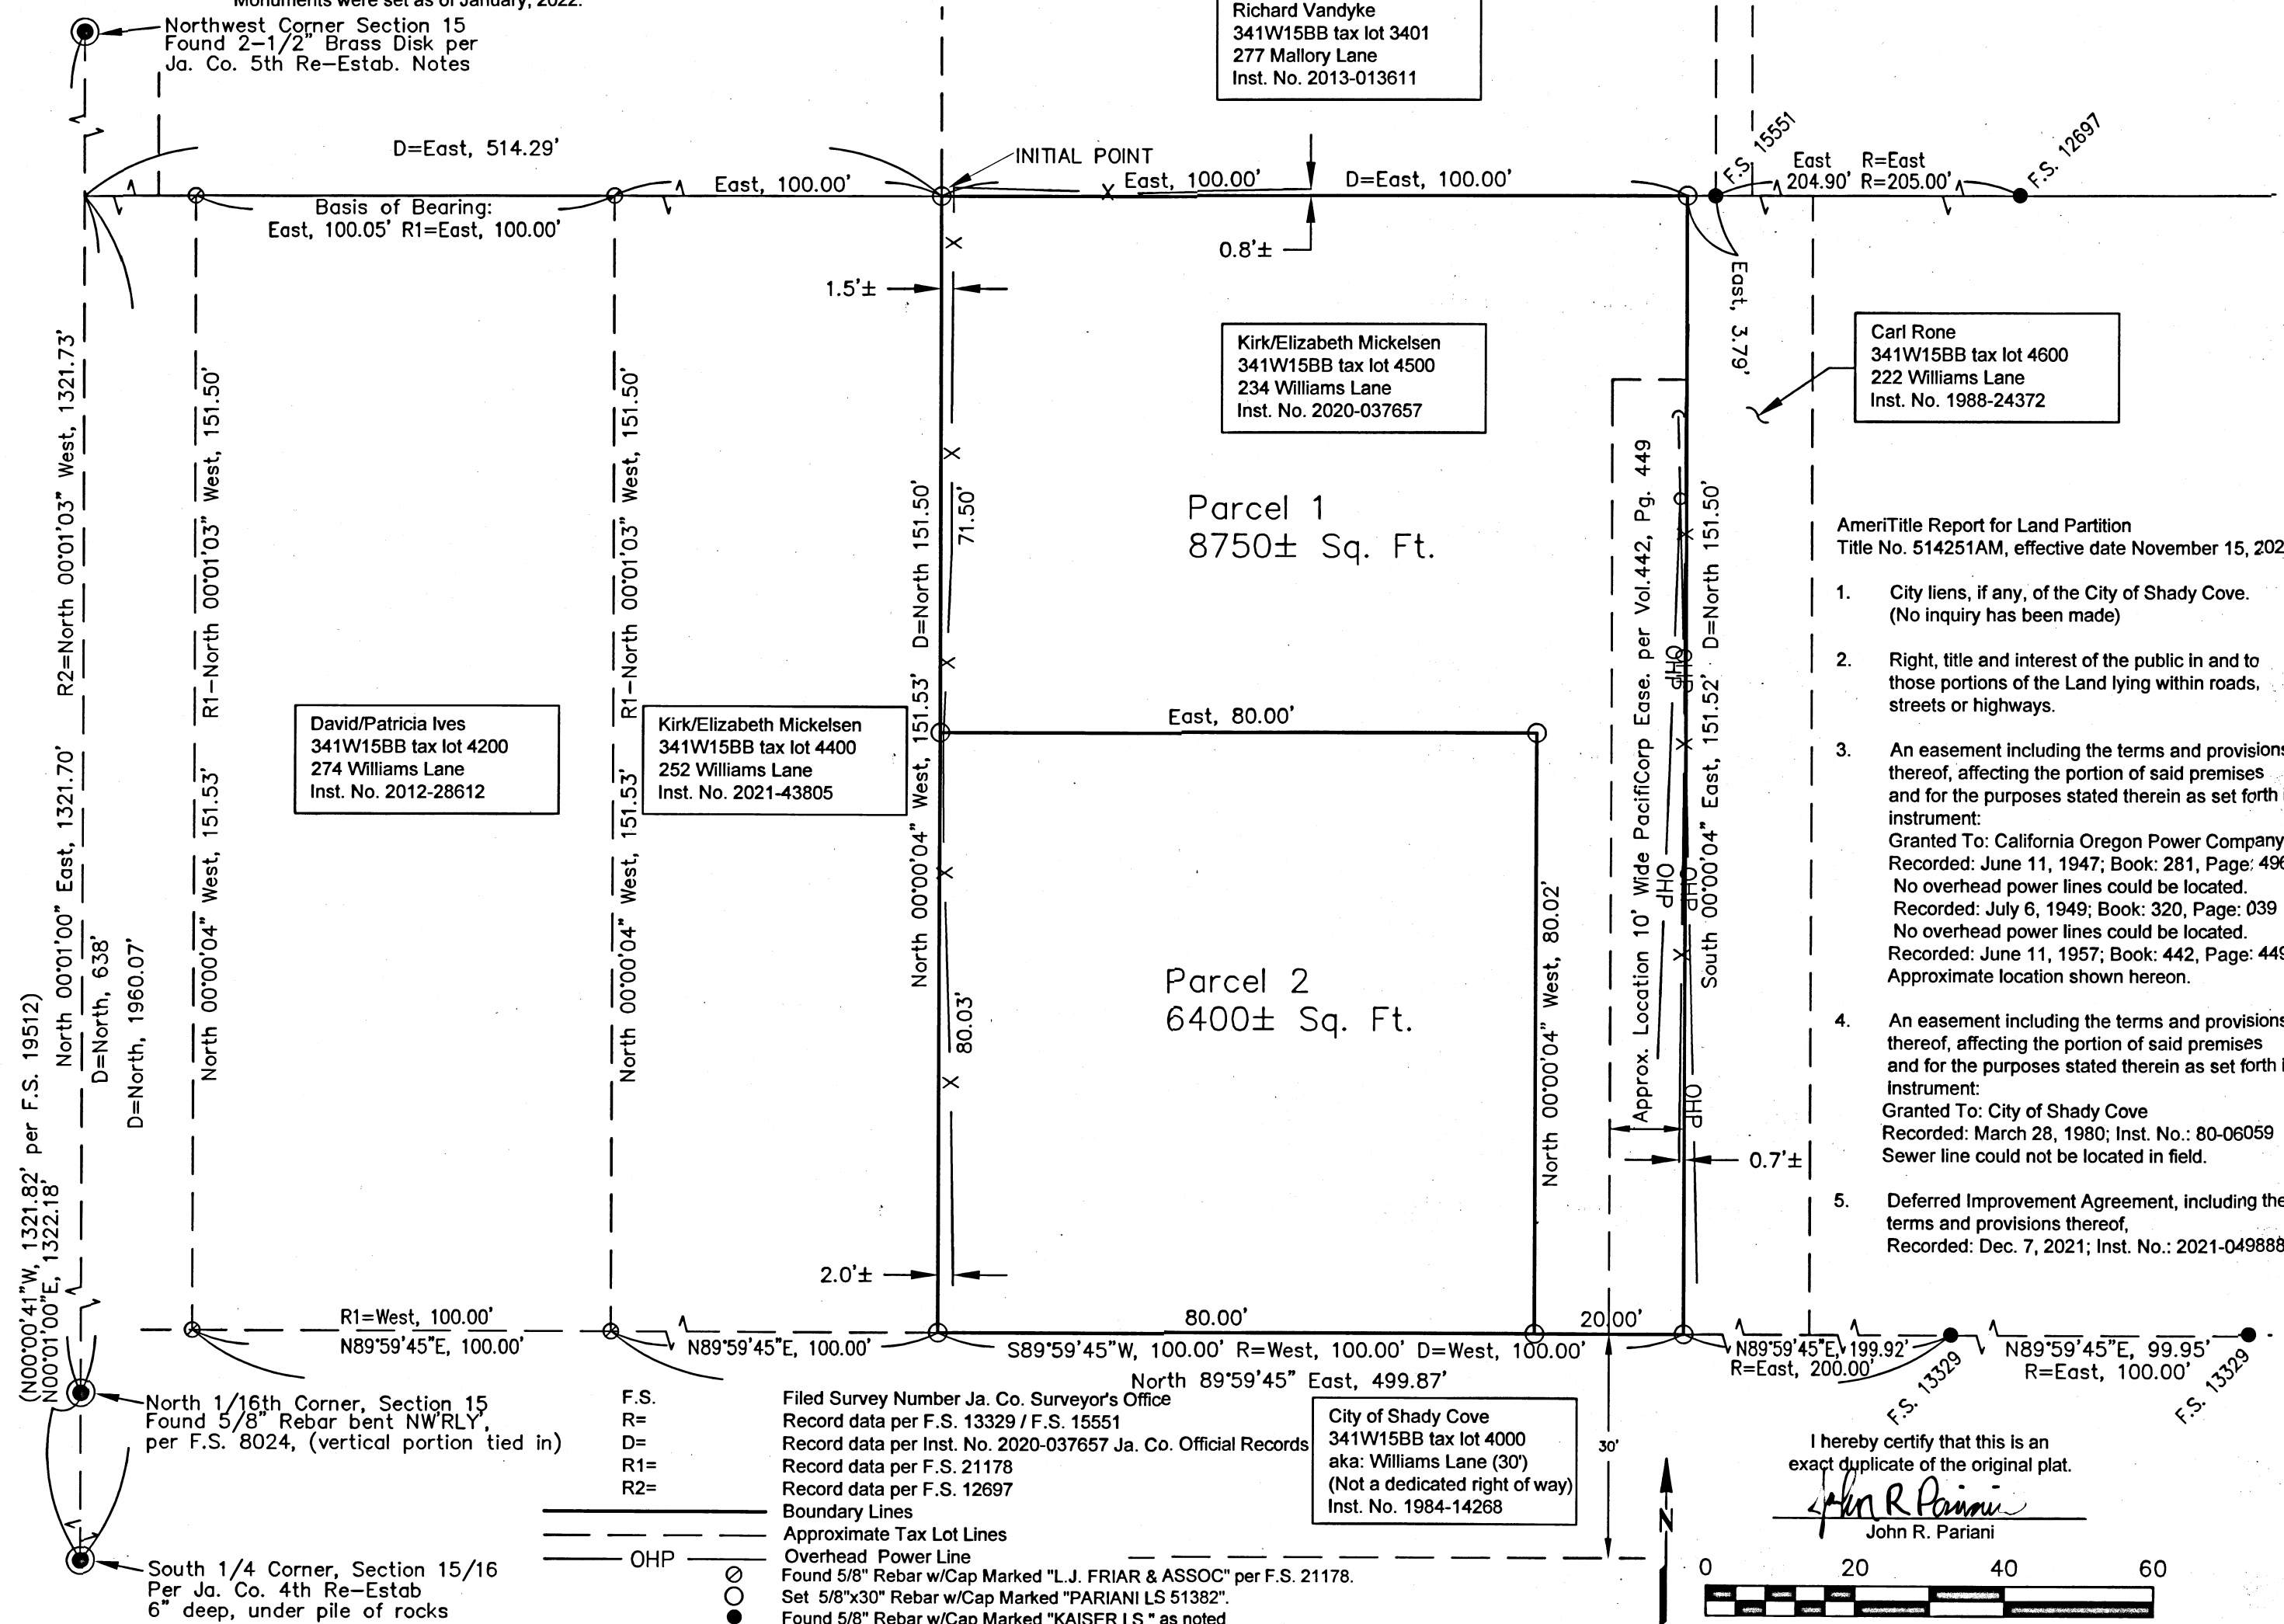 Monuments were set as of January, 2022.
Northwest Corner Section 15
Found 2-1/2" Brass Disk per
Ja. Co. 5th Re-Estab. Notes
Richard Vandyke
341W15BB tax lot 3401
277 Mallory Lane
Inst. No. 2013-013611
D=East, 514.29'
INITIAL POINT
East, 100.00'
East, 100.00'
D=East, 100.00'
F.S. 15551
East R=East
204.90' R=205.00'
F.S. 12697
Basis of Bearing:
East, 100.05' R1=East, 100.00'
0.8'±
1.5'±
East, 3.79'
Kirk/Elizabeth Mickelsen
341W15BB tax lot 4500
234 Williams Lane
Inst. No. 2020-037657
Carl Rone
341W15BB tax lot 4600
222 Williams Lane
Inst. No. 1988-24372
(N00°00'41"W, 1321.82' per F.S. 19512)
N00°01'00"E, 1322.18'
North 00°01'00" East, 1321.70' R2=North 00°01'03" West, 1321.73'
D=North, 638'
D=North, 1960.07'
North 00°00'04" West, 151.53' R1-North 00°01'03" West, 151.50'
North 00°00'04" West, 151.53' R1-North 00°01'03" West, 151.50'
North 00°00'04" West, 151.53' D=North 151.50'
71.50'
Parcel 1
8750± Sq. Ft.
Approx. Location 10' Wide PacifiCorp Ease. per Vol.442, Pg. 449
OHP
OHP
OHP
OHP
OHP
South 00°00'04" East, 151.52' D=North 151.50'
David/Patricia Ives
341W15BB tax lot 4200
274 Williams Lane
Inst. No. 2012-28612
Kirk/Elizabeth Mickelsen
341W15BB tax lot 4400
252 Williams Lane
Inst. No. 2021-43805
East, 80.00'
80.03'
Parcel 2
6400± Sq. Ft.
North 00°00'04" West, 80.02'
0.7'±
2.0'±
AmeriTitle Report for Land Partition
Title No. 514251AM, effective date November 15, 202
1. City liens, if any, of the City of Shady Cove.
(No inquiry has been made)
2. Right, title and interest of the public in and to
those portions of the Land lying within roads,
streets or highways.
3. An easement including the terms and provisions
thereof, affecting the portion of said premises
and for the purposes stated therein as set forth
instrument:
Granted To: California Oregon Power Company
Recorded: June 11, 1947; Book: 281, Page: 496
No overhead power lines could be located.
Recorded: July 6, 1949; Book: 320, Page: 039
No overhead power lines could be located.
Recorded: June 11, 1957; Book: 442, Page: 449
Approximate location shown hereon.
4. An easement including the terms and provisions
thereof, affecting the portion of said premises
and for the purposes stated therein as set forth
instrument:
Granted To: City of Shady Cove
Recorded: March 28, 1980; Inst. No.: 80-06059
Sewer line could not be located in field.
5. Deferred Improvement Agreement, including the
terms and provisions thereof,
Recorded: Dec. 7, 2021; Inst. No.: 2021-049888
R1=West, 100.00'
N89°59'45"E, 100.00'
N89°59'45"E, 100.00'
80.00'
20.00'
S89°59'45"W, 100.00' R=West, 100.00' D=West, 100.00'
North 89°59'45" East, 499.87'
N89°59'45"E, 199.92'
R=East, 200.00'
N89°59'45"E, 99.95'
R=East, 100.00'
F.S. 13329
F.S. 13329
North 1/16th Corner, Section 15
Found 5/8" Rebar bent NW'RLY,
per F.S. 8024, (vertical portion tied in)
South 1/4 Corner, Section 15/16
Per Ja. Co. 4th Re-Estab
6" deep, under pile of rocks
F.S. Filed Survey Number Ja. Co. Surveyor's Office
R= Record data per F.S. 13329 / F.S. 15551
D= Record data per Inst. No. 2020-037657 Ja. Co. Official Records
R1= Record data per F.S. 21178
R2= Record data per F.S. 12697
Boundary Lines
Approximate Tax Lot Lines
OHP Overhead Power Line
Found 5/8" Rebar w/Cap Marked "L.J. FRIAR & ASSOC" per F.S. 21178.
Set 5/8"x30" Rebar w/Cap Marked "PARIANI LS 51382".
Found 5/8" Rebar w/Cap Marked "KAISER LS " as noted
City of Shady Cove
341W15BB tax lot 4000
aka: Williams Lane (30')
(Not a dedicated right of way)
Inst. No. 1984-14268
30'
N
I hereby certify that this is an
exact duplicate of the original plat.
John R Pariani
John R. Pariani
0 20 40 60